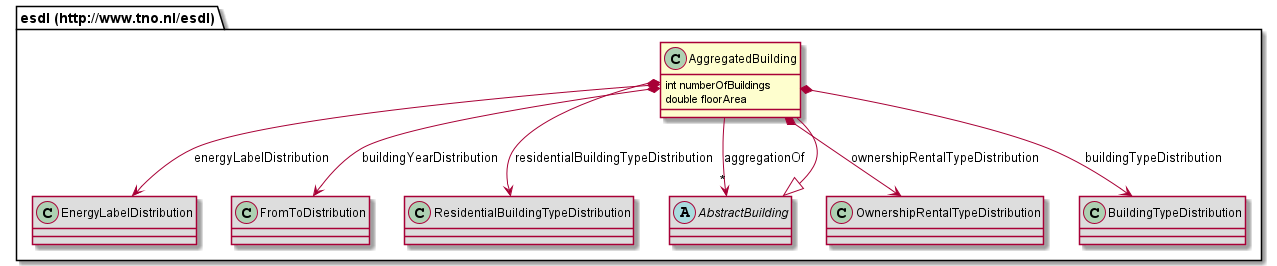 esdl (http://www.tno.nl/esdl)
C AggregatedBuilding
int numberOfBuildings
double floorArea
energyLabelDistribution
buildingYearDistribution
residentialBuildingTypeDistribution
aggregationOf
ownershipRentalTypeDistribution
buildingTypeDistribution
*
C EnergyLabelDistribution
C FromToDistribution
C ResidentialBuildingTypeDistribution
A AbstractBuilding
C OwnershipRentalTypeDistribution
C BuildingTypeDistribution